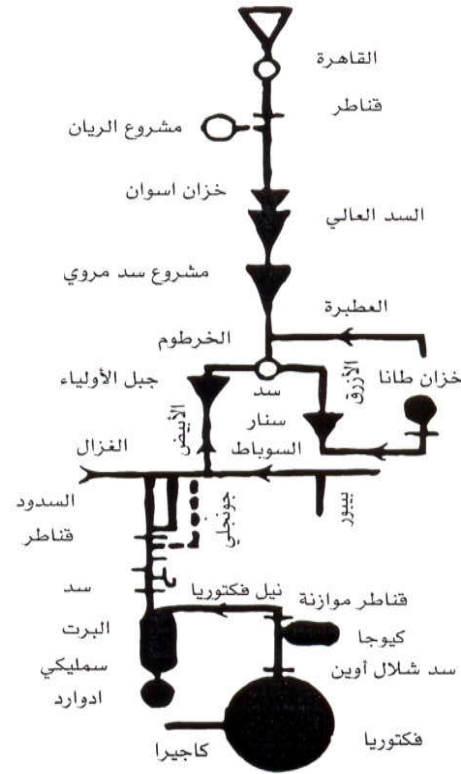 القاهرة
قناطر
مشروع الريان
خزان اسوان
السد العالي
مشروع سد مروي
العطبرة
الخرطوم
خزان طانا
الأزرق
جبل الأولياء
سد
سنار
الأبيض
السوباط
الغزال
بيبور
جونجلي
السدود
قناطر
سد
نيل فكتوريا
قناطر موازنة
البرت
كيوجا
سمليكي
سد شلال أوين
ادوارد
كاجيرا
فكتوريا